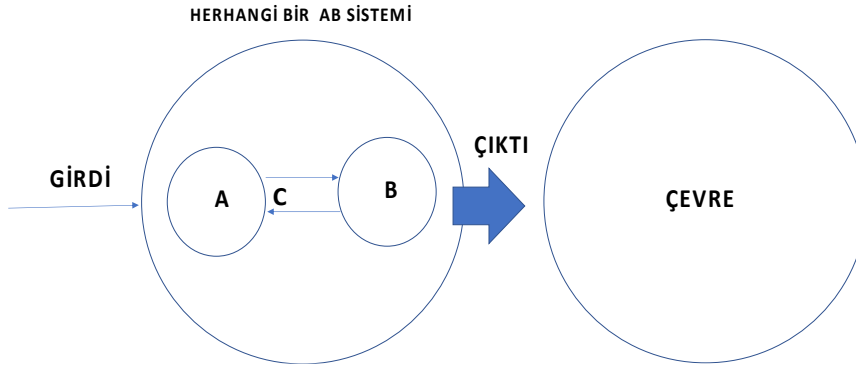 HERHANGİ BİR AB SİSTEMİ
GİRDİ
A
C
B
ÇIKTI
ÇEVRE